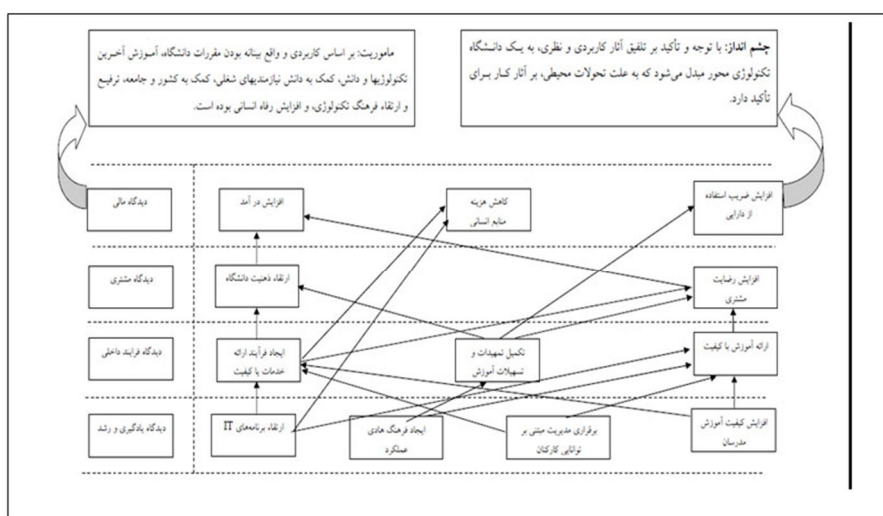 چشم انداز: با توجه و تأکید بر تلفیق آثار کاربردی و نظری، به یک دانشگاه
تکنولوژی محور مبدل می‌شود که به علت تحولات محیطی، بر آثار کار برای
تأکید دارد.
ماموریت: بر اساس کاربردی و واقع بینانه بودن مقررات دانشگاه، آموزش آخرین
تکنولوژیها و دانش، کمک به دانش نیازمندیهای شغلی، کمک به کشور و جامعه، ترفیع
و ارتقاء فرهنگ تکنولوژی، و افزایش رفاه انسانی بوده است.
افزایش ضریب استفاده
از دارایی
کاهش هزینه
منابع انسانی
افزایش در آمد
دیدگاه مالی
افزایش رضایت
مشتری
ارتقاء ذهنیت دانشگاه
دیدگاه مشتری
ارائه آموزش با کیفیت
تکمیل تمهیدات و
تسهیلات آموزش
ایجاد فرآیند ارائه
خدمات با کیفیت
دیدگاه فرایند داخلی
افزایش کیفیت آموزش
مدرسان
برقراری مدیریت مبتنی بر
توانایی کارکنان
ایجاد فرهنگ هادی
عملکرد
ارتقاء برنامه‌های IT
دیدگاه یادگیری و رشد